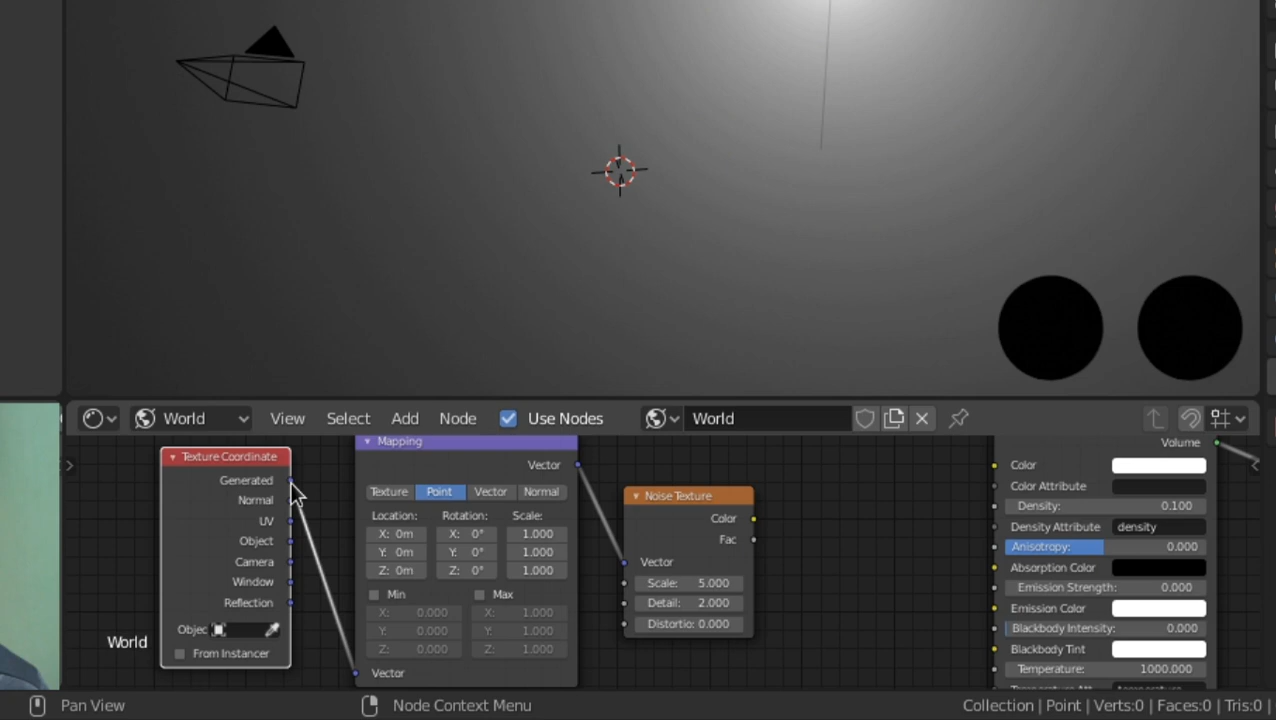 World
View
Select
Add
Node
Use Nodes
World
Texture Coordinate
Generated
Normal
UV
Object
Camera
Window
Reflection
Objec
From Instancer
World
Mapping
Vector
Texture Point Vector Normal
Location: Rotation: Scale:
X: 0m X: 0° 1.000
Y: 0m Y: 0° 1.000
Z: 0m Z: 0° 1.000
Min Max
X: 0.000 X: 1.000
Y: 0.000 Y: 1.000
Z: 0.000 Z: 1.000
Vector
Noise Texture
Color
Fac
Vector
Scale: 5.000
Detail: 2.000
Distortio: 0.000
Volume
Color
Color Attribute
Density: 0.100
Density Attribute density
Anisotropy: 0.000
Absorption Color
Emission Strength: 0.000
Emission Color
Blackbody Intensity: 0.000
Blackbody Tint
Temperature: 1000.000
Pan View
Node Context Menu
Collection | Point | Verts:0 | Faces:0 | Tris:0 |